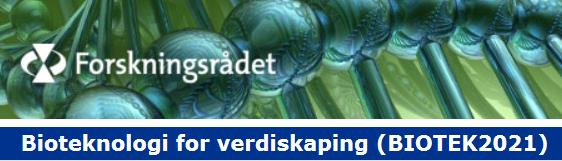 Forskningsrådet
Bioteknologi for verdiskaping (BIOTEK2021)